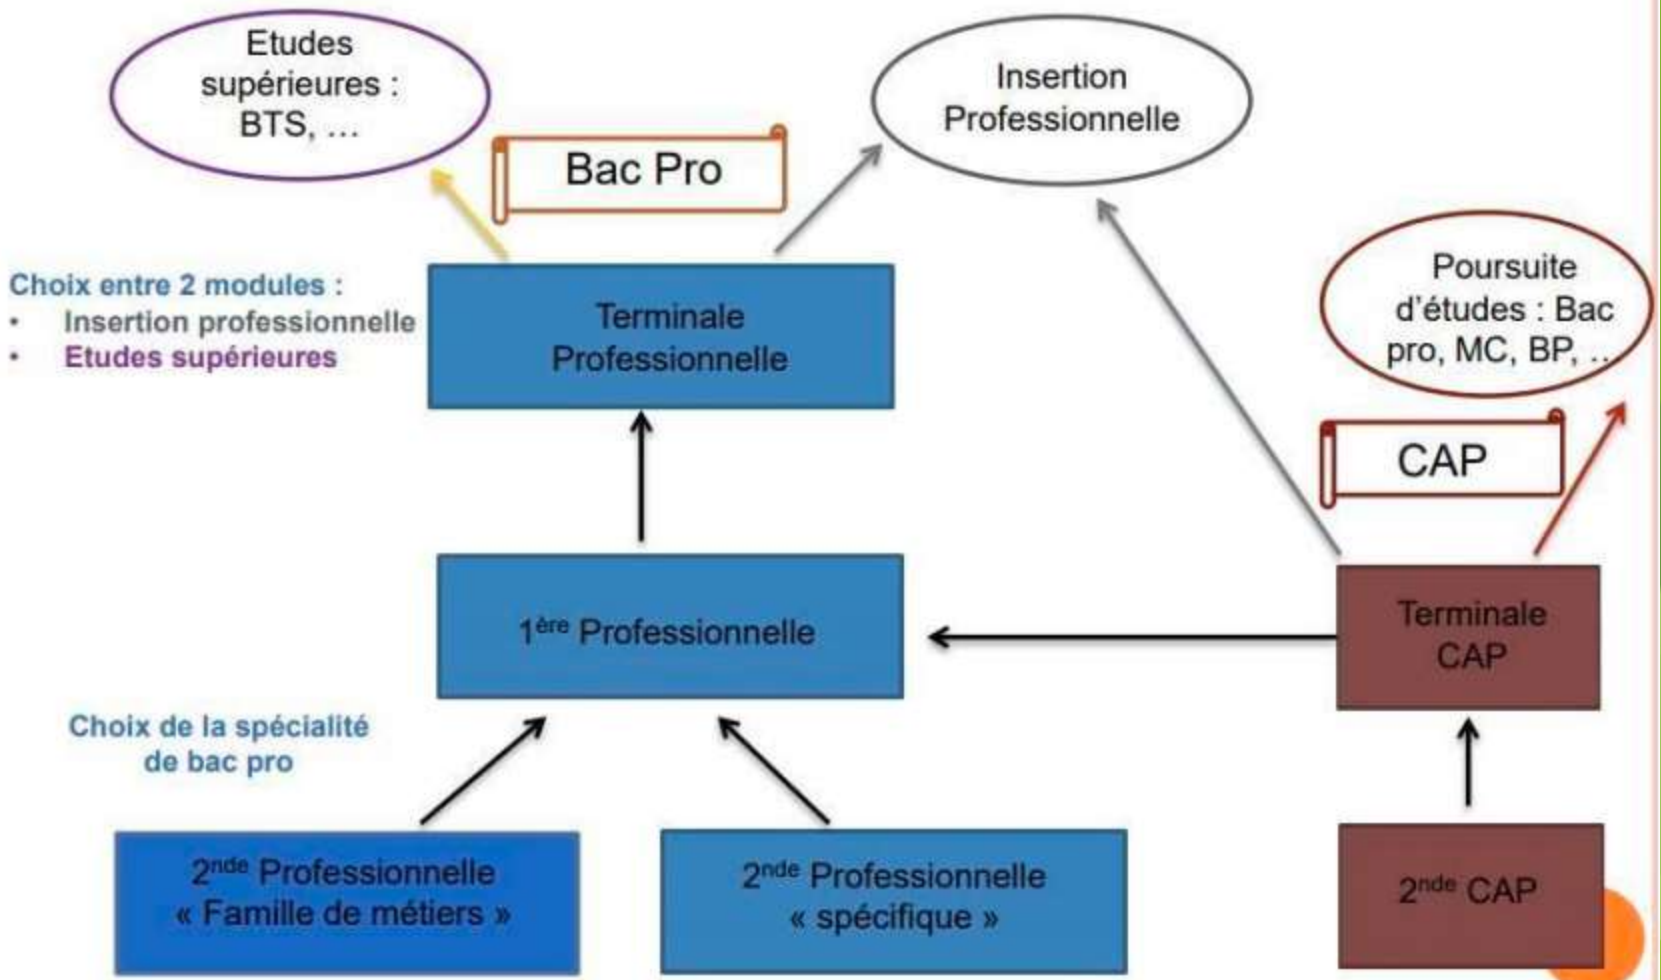 Etudes
supérieures :
BTS, …
Insertion
Professionnelle
Bac Pro
Choix entre 2 modules :
• Insertion professionnelle
• Etudes supérieures
Terminale
Professionnelle
Poursuite
d'études : Bac
pro, MC, BP, ..
CAP
1ère Professionnelle
Terminale
CAP
Choix de la spécialité
de bac pro
2nde Professionnelle
« Famille de métiers »
2nde Professionnelle
« spécifique »
2nde CAP